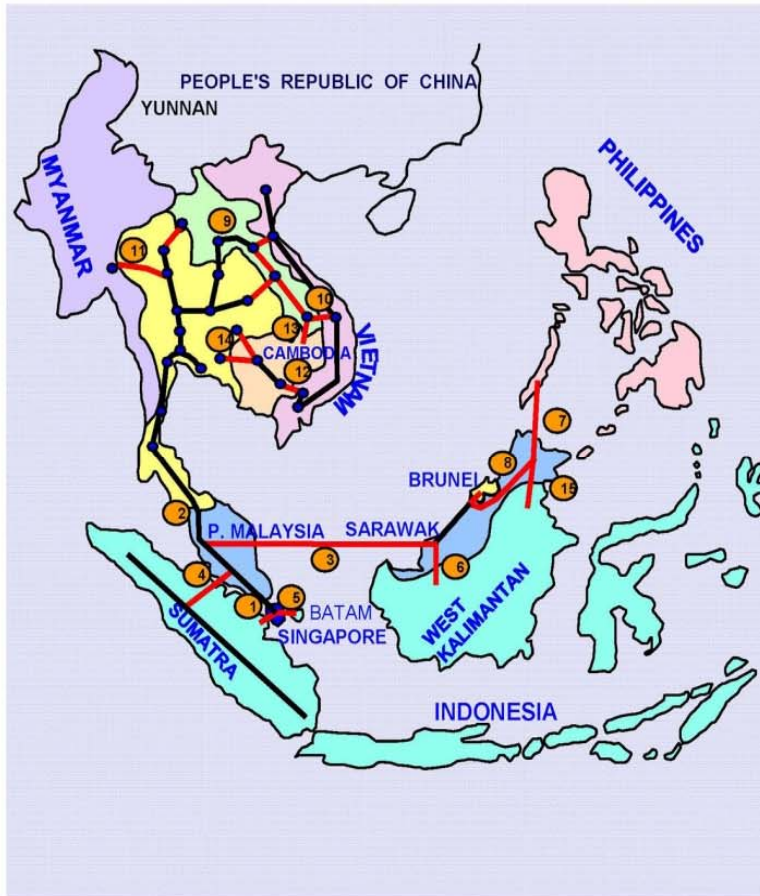 PEOPLE'S REPUBLIC OF CHINA
YUNNAN
MYANMAR
PHILIPPINES
9
11
10
13
14
CAMBODIA
VIETNAM
12
7
8
BRUNEI
15
2
P. MALAYSIA
SARAWAK
3
6
4
1
5
BATAM
SINGAPORE
SUMATRA
WEST
KALIMANTAN
INDONESIA